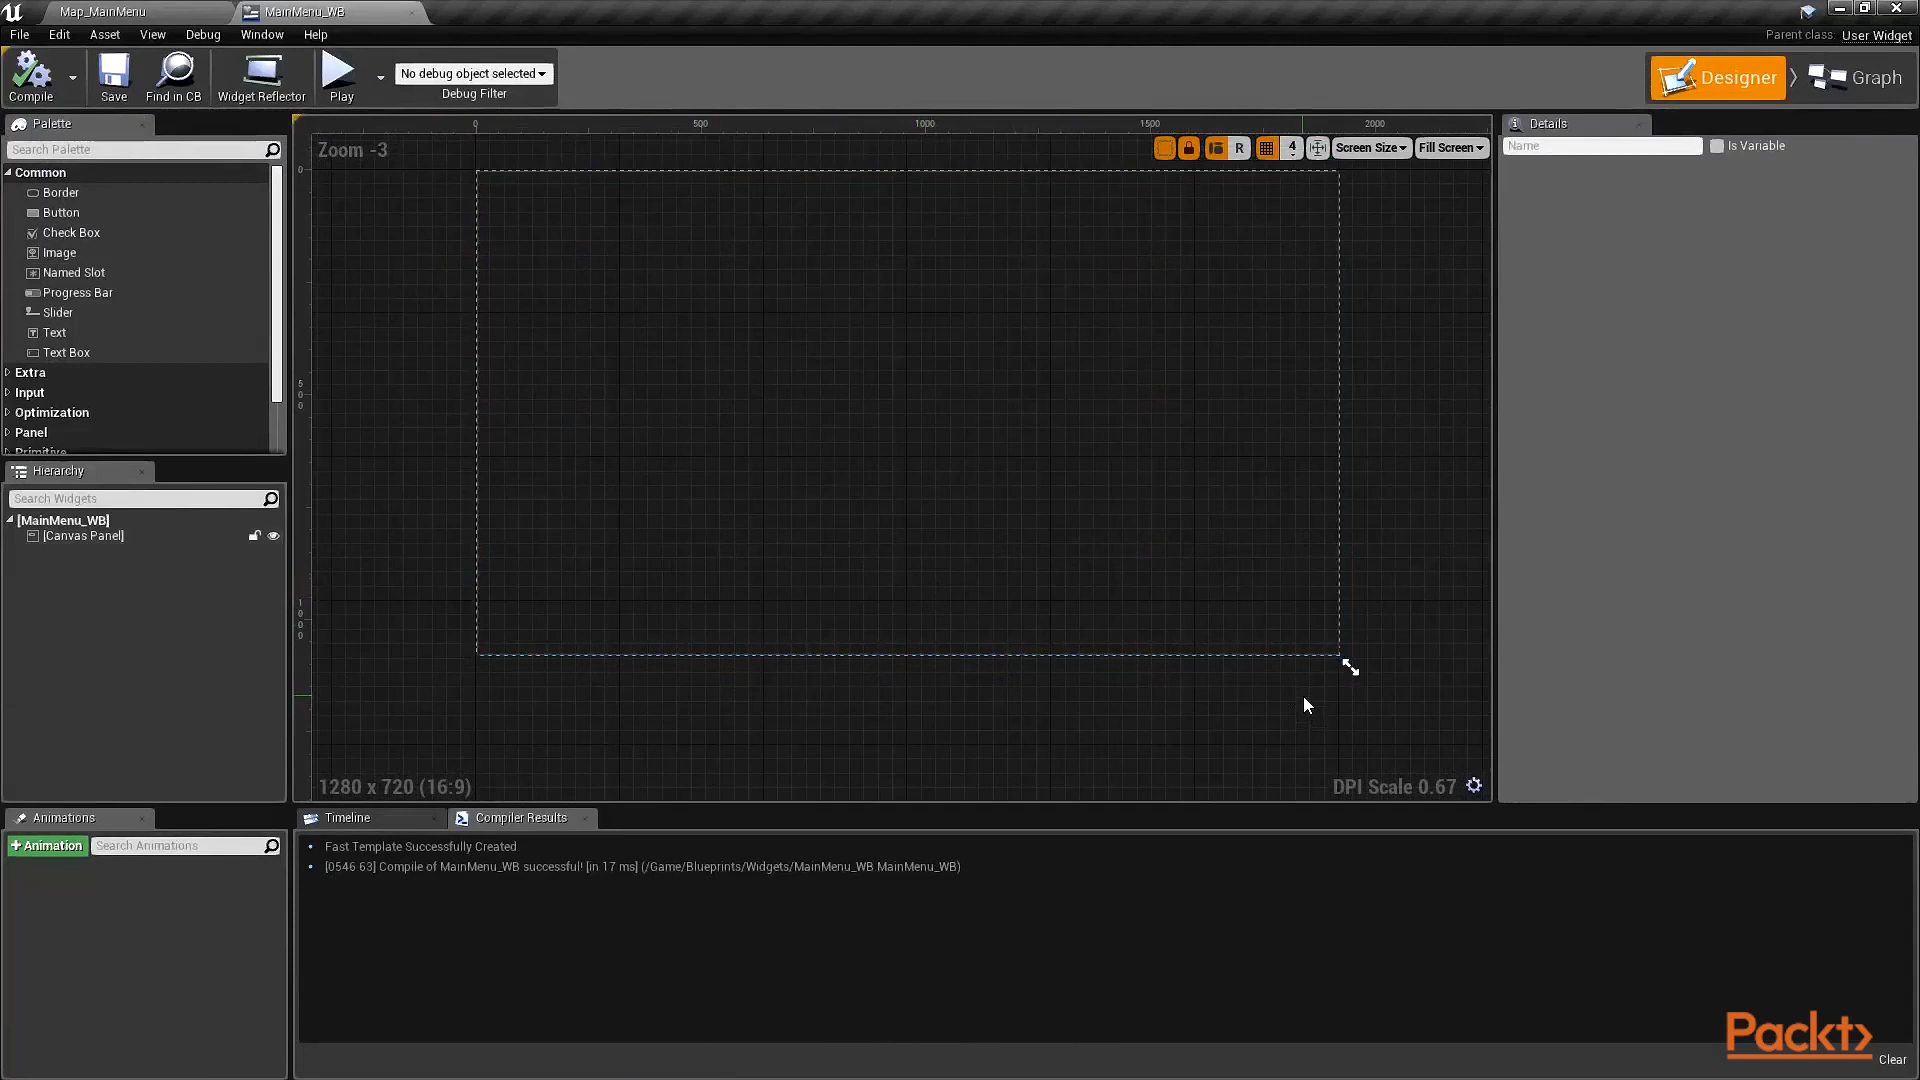 Map_MainMenu
MainMenu_WB
File Edit Asset View Debug Window Help
Parent class: User Widget
Compile
Save
Find in CB
Widget Reflector
Play
No debug object selected
Debug Filter
Designer
Graph
Palette
Search Palette
Common
Border
Button
Check Box
Image
Named Slot
Progress Bar
Slider
Text
Text Box
Extra
Input
Optimization
Panel
Primitive
Hierarchy
Search Widgets
[MainMenu_WB]
[Canvas Panel]
Animations
+ Animation
Search Animations
0 500 1000 1500 2000
Zoom -3
R
4
Screen Size
Fill Screen
0
500
1000
1280 x 720 (16:9)
DPI Scale 0.67
Details
Name
Is Variable
Timeline
Compiler Results
Fast Template Successfully Created.
[0546 63] Compile of MainMenu_WB successful! [in 17 ms] (/Game/Blueprints/Widgets/MainMenu_WB MainMenu_WB)
Packt>
Clear